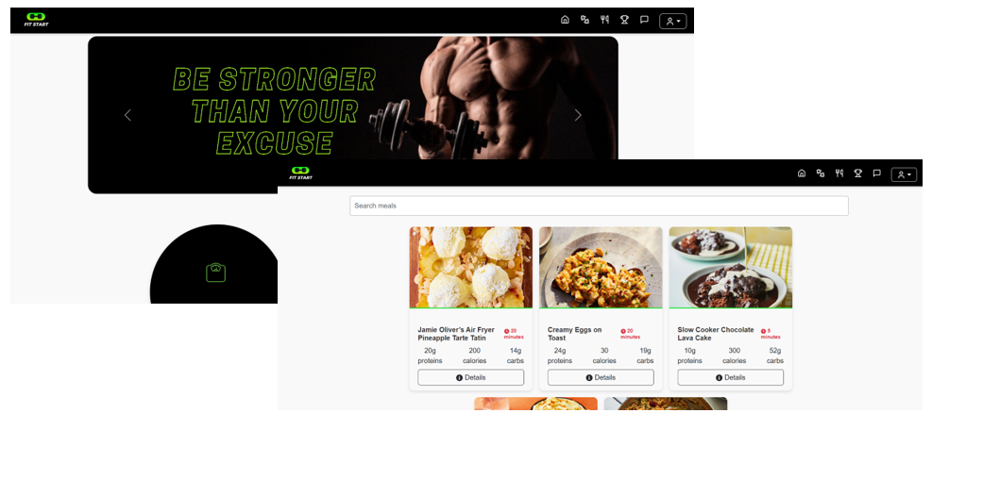 FIT START
BE STRONGER
THAN YOUR
EXCUSE
FIT START
Search meals
Jamie Oliver's Air Fryer
Pineapple Tarte Tatin
20
minutes
20g
200
14g
proteins
calories
carbs
Details
Creamy Eggs on
Toast
20
minutes
24g
30
19g
proteins
calories
carbs
Details
Slow Cooker Chocolate
Lava Cake
5
minutes
10g
300
52g
proteins
calories
carbs
Details